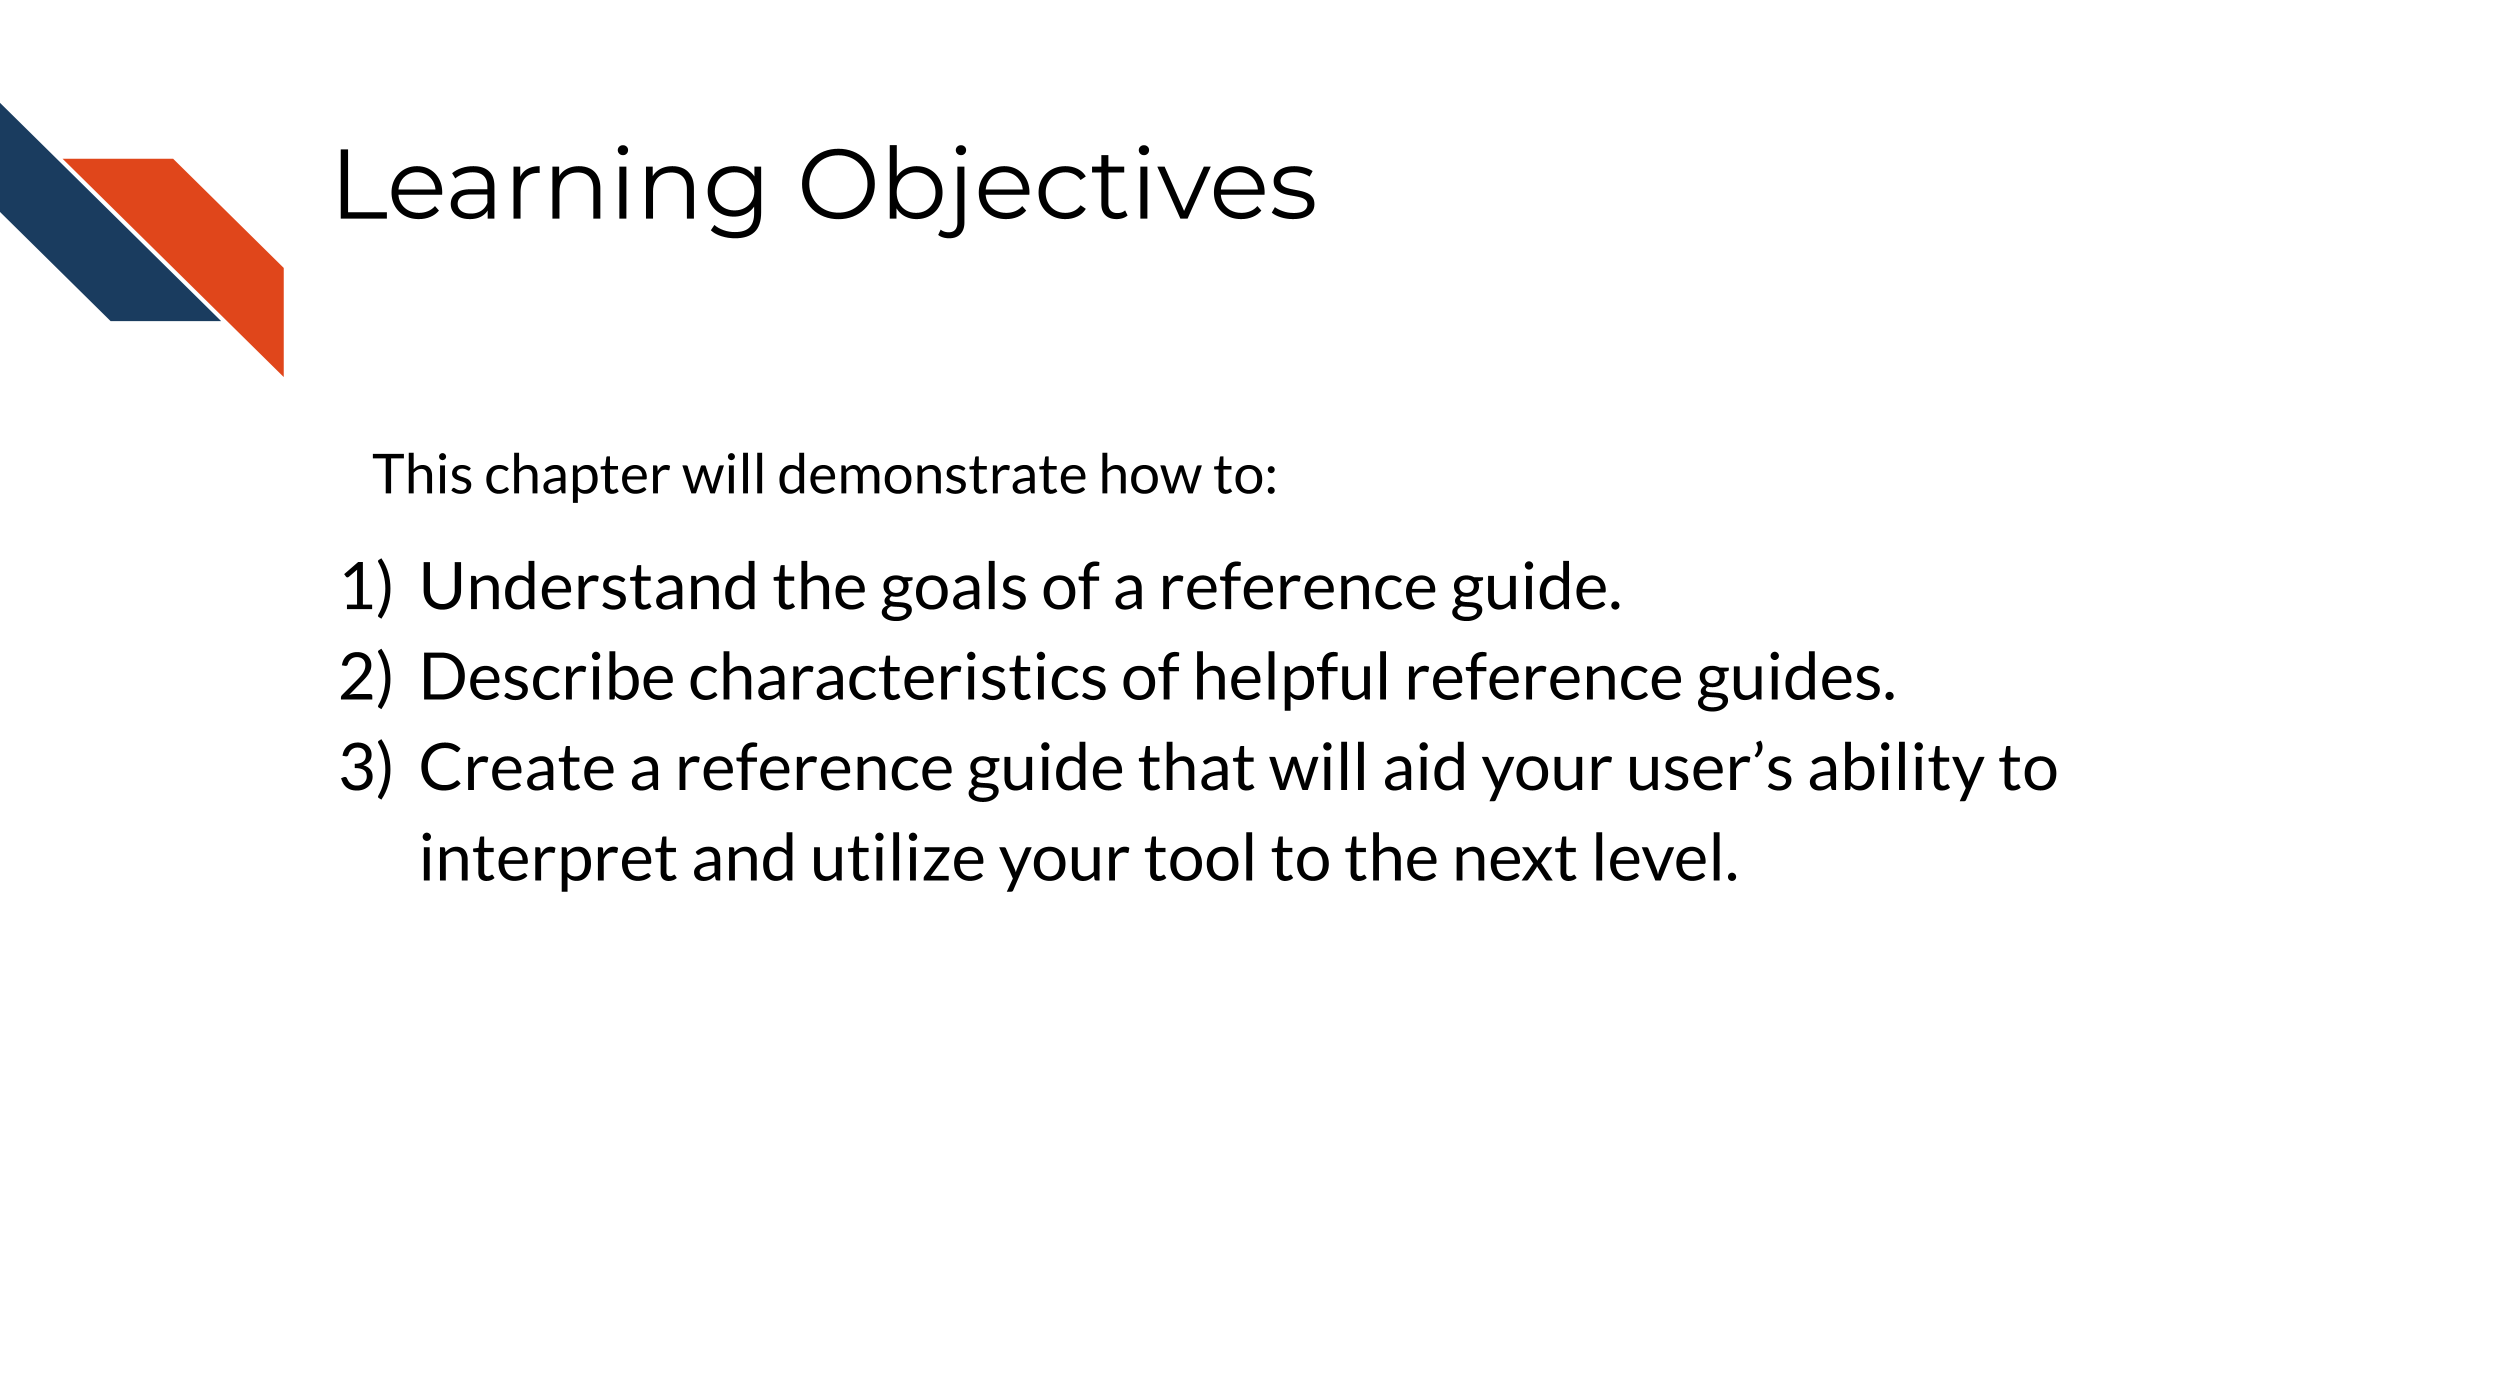 Learning Objectives
This chapter will demonstrate how to:
1) Understand the goals of a referenceguide.
2) Describe characteristics of helpful reference guides.
3) Create a reference guide that will aid your user’s ability to
interpret and utilize your tool to the next level.